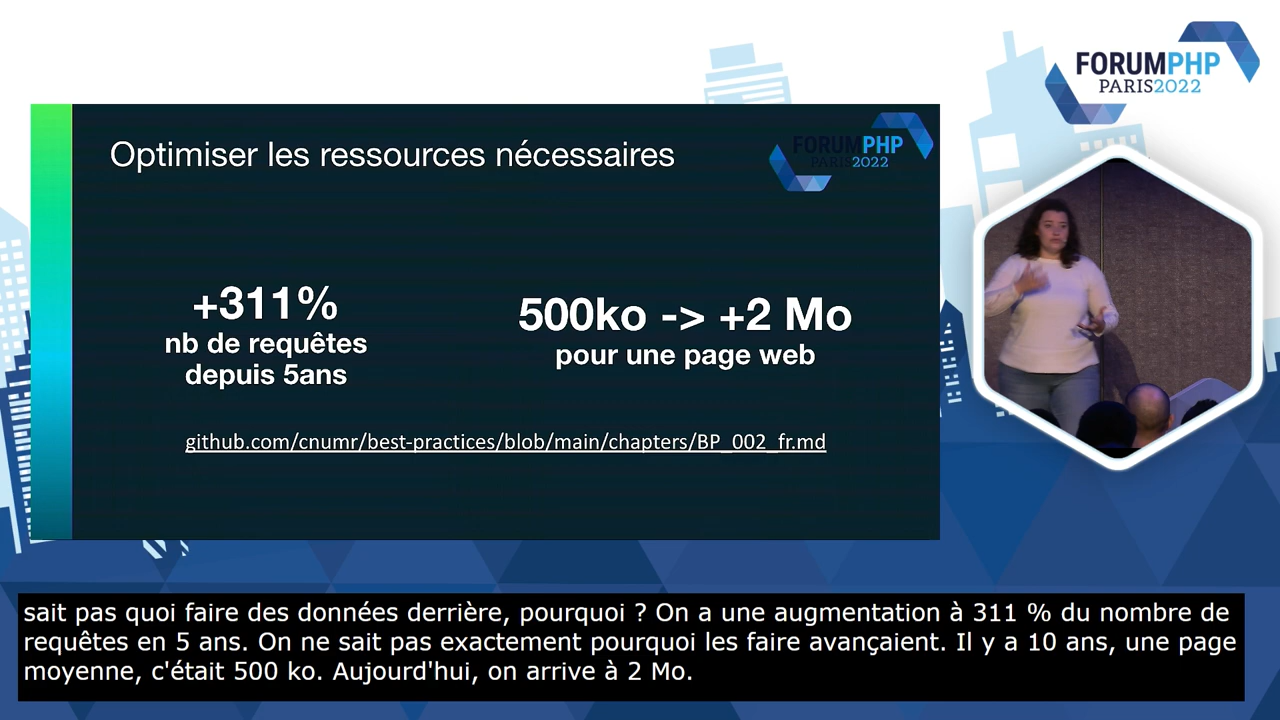 FORUMPHP
PARIS2022
Optimiser les ressources nécessaires
FORUMPHP
PARIS2022
+311%
nb de requêtes
depuis 5ans
500ko -> +2 Mo
pour une page web
github.com/cnumr/best-practices/blob/main/chapters/BP_002_fr.md
sait pas quoi faire des données derrière, pourquoi ? On a une augmentation à 311 % du nombre de
requêtes en 5 ans. On ne sait pas exactement pourquoi les faire avançaient. Il y a 10 ans, une page
moyenne, c'était 500 ko. Aujourd'hui, on arrive à 2 Mo.